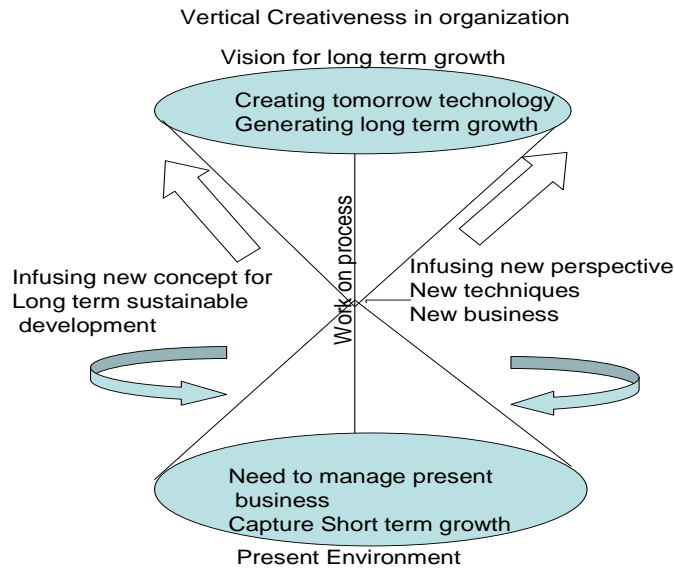 Vertical Creativeness in organization
Vision for long term growth
Creating tomorrow technology
Generating long term growth
Work on process
Infusing new concept for
Long term sustainable
development
Infusing new perspective
New techniques
New business
Need to manage present
business
Capture Short term growth
Present Environment